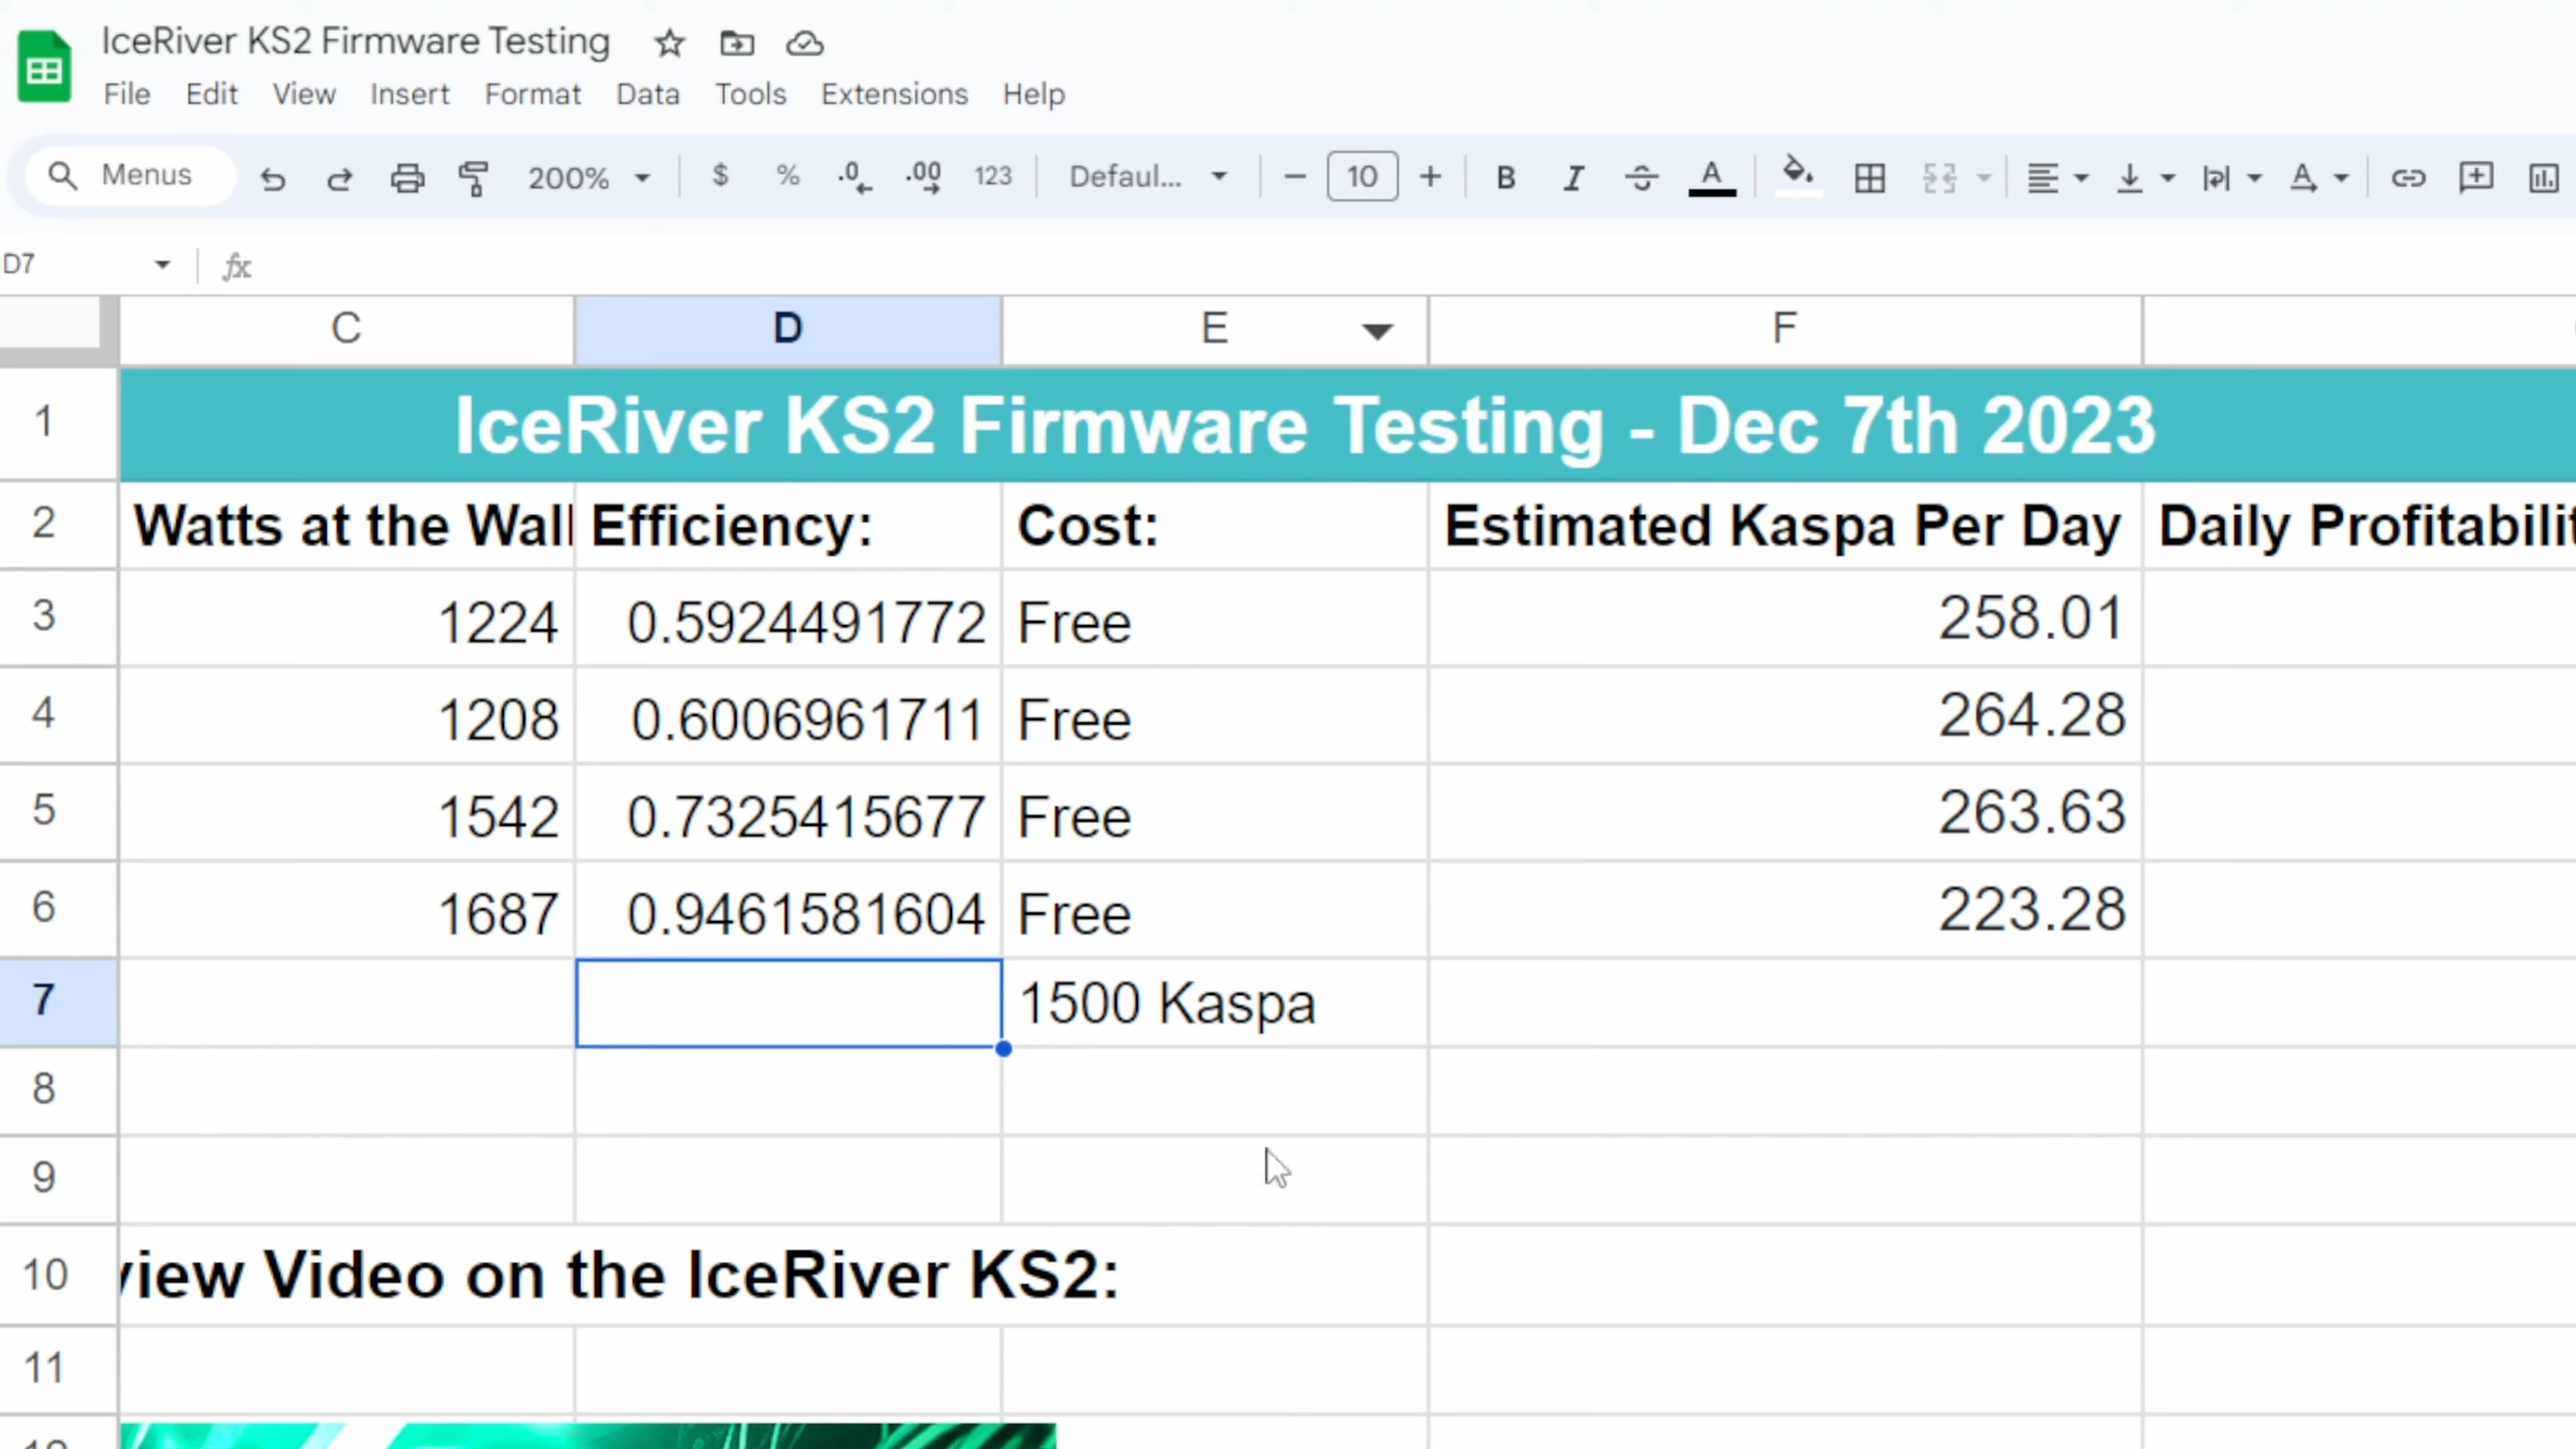 IceRiver KS2 Firmware Testing
File Edit View Insert Format Data Tools Extensions Help
Menus 200% $ % .0 .00 123 Defaul... − 10 + B I A A
D7 fx
C D E F
1 IceRiver KS2 Firmware Testing - Dec 7th 2023
2 Watts at the Wall Efficiency: Cost: Estimated Kaspa Per Day Daily Profitabilit
3 1224 0.5924491772 Free 258.01
4 1208 0.6006961711 Free 264.28
5 1542 0.7325415677 Free 263.63
6 1687 0.9461581604 Free 223.28
7 1500 Kaspa
8
9
10 view Video on the IceRiver KS2:
11